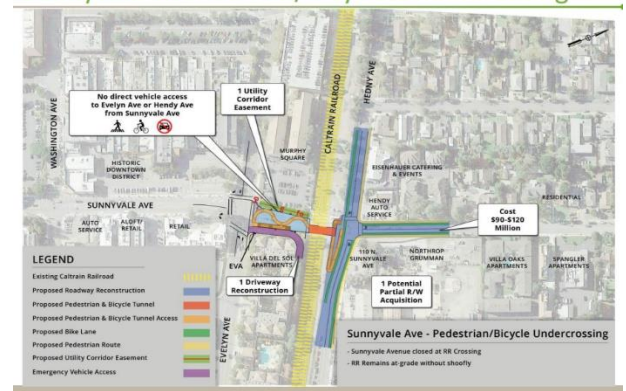 No direct vehicle access
to Evelyn Ave or Hendy Ave
from Sunnyvale Ave
1 Utility
Corridor
Easement
WASHINGTON AVE
CALTRAIN RAILROAD
HENDY AVE
MURPHY
SQUARE
HISTORIC
DOWNTOWN
DISTRICT
EISENHAUER CATERING
& EVENTS
RESIDENTIAL
SUNNYVALE AVE
HENDY
AUTO
SERVICE
Cost
$90-$120
Million
AUTO
SERVICE
ALOFT/
RETAIL
RETAIL
EVA
VILLA DEL SOL
APARTMENTS
110 N.
SUNNYVALE
AVE
NORTHROP
GRUMMAN
VILLA OAKS
APARTMENTS
SPANGLER
APARTMENTS
1 Driveway
Reconstruction
1 Potential
Partial R/W
Acquisition
EVELYN AVE
LEGEND
Existing Caltrain Railroad
Proposed Roadway Reconstruction
Proposed Pedestrian & Bicycle Tunnel
Proposed Pedestrian & Bicycle Tunnel Access
Proposed Bike Lane
Proposed Pedestrian Route
Proposed Utility Corridor Easement
Emergency Vehicle Access
Sunnyvale Ave - Pedestrian/Bicycle Undercrossing
- Sunnyvale Avenue closed at RR Crossing
- RR Remains at-grade without shoofly